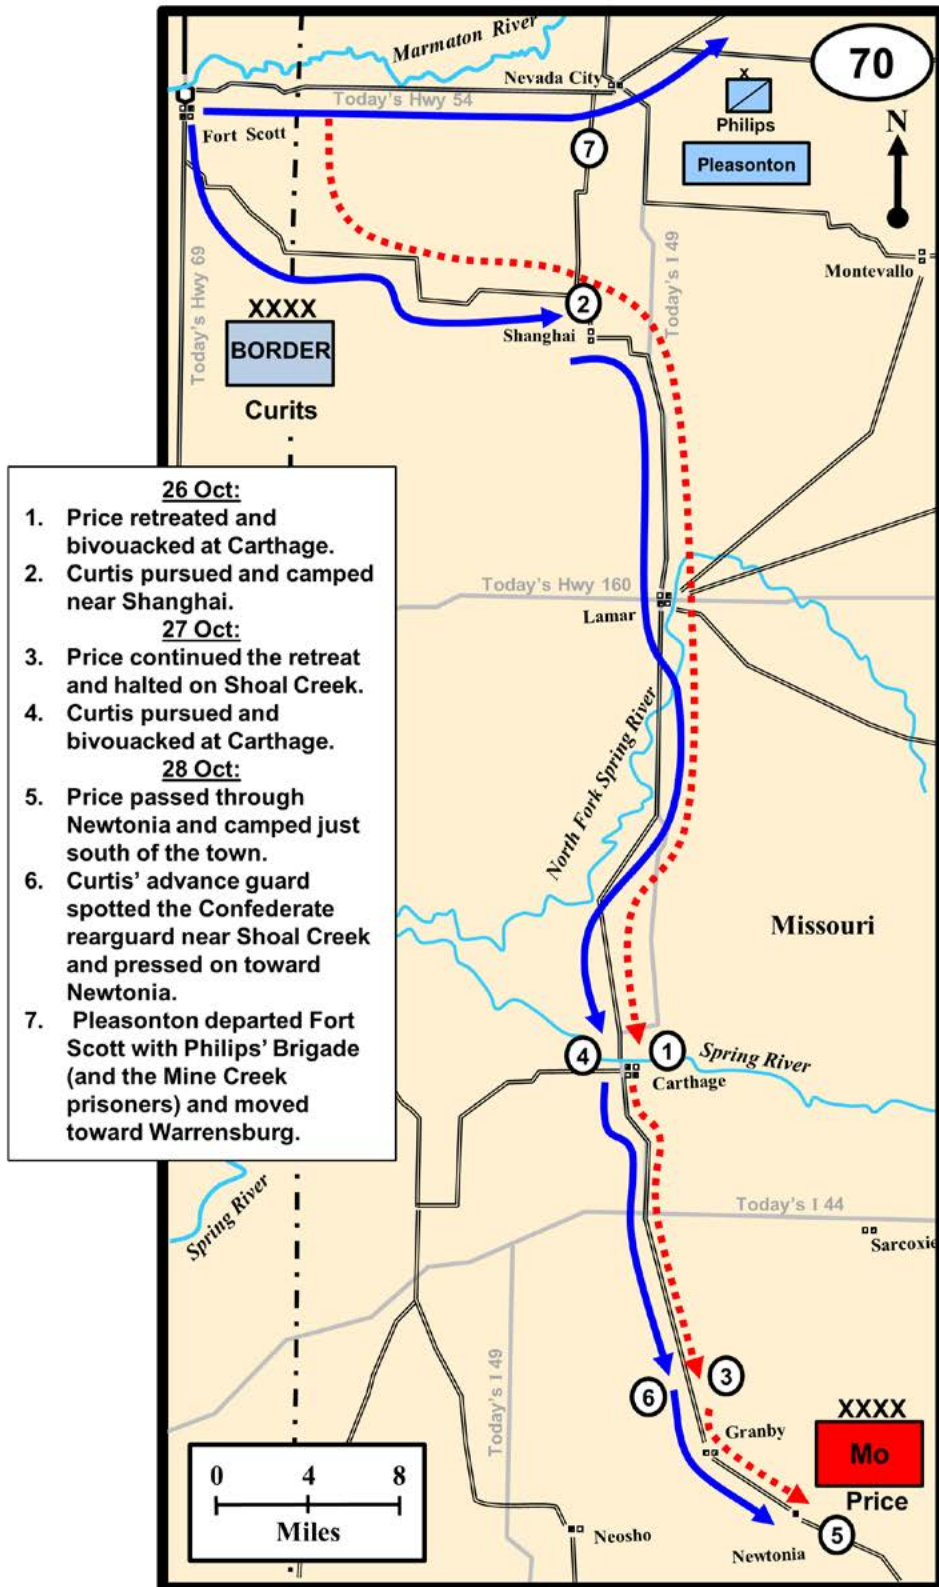 Marmaton River
70
Nevada City
Today's Hwy 54
X
Philips
N
Fort Scott
7
Pleasonton
Today's Hwy 69
Today's I 49
Montevallo
2
XXXX
BORDER
Curits
Shanghai
26 Oct:
1. Price retreated and
bivouacked at Carthage.
2. Curtis pursued and camped
near Shanghai.
27 Oct:
3. Price continued the retreat
and halted on Shoal Creek.
4. Curtis pursued and
bivouacked at Carthage.
28 Oct:
5. Price passed through
Newtonia and camped just
south of the town.
6. Curtis' advance guard
spotted the Confederate
rearguard near Shoal Creek
and pressed on toward
Newtonia.
7. Pleasonton departed Fort
Scott with Philips' Brigade
(and the Mine Creek
prisoners) and moved
toward Warrensburg.
Today's Hwy 160
Lamar
North Fork Spring River
Missouri
4
1
Spring River
Carthage
Spring River
Today's I 44
Sarcoxie
Today's I 49
3
6
XXXX
Mo
Price
Granby
0 4 8
Miles
Neosho
Newtonia
5